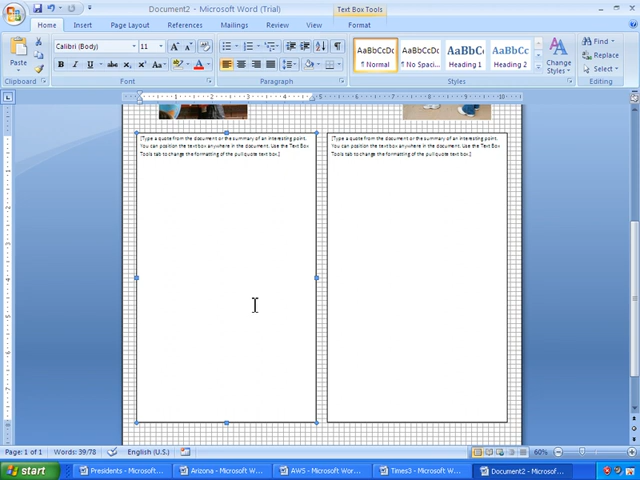 Document2 - Microsoft Word (Trial)
Text Box Tools
Home
Insert
Page Layout
References
Mailings
Review
View
Format
Paste
Clipboard
Calibri (Body)
11
Font
Paragraph
AaBbCcDc
¶ Normal
AaBbCcDc
¶ No Spaci...
AaBbCc
Heading 1
AaBbCc
Heading 2
Change
Styles
Styles
Find
Replace
Select
Editing
[Type a quote from the document or the summary of an interesting point.
You can position the text box anywhere in the document. Use the Text Box
Tools tab to change the formatting of the pull quote text box.]
[Type a quote from the document or the summary of an interesting point.
You can position the text box anywhere in the document. Use the Text Box
Tools tab to change the formatting of the pull quote text box.]
Page: 1 of 1
Words: 39/78
English (U.S.)
60%
start
Presidents - Microsoft...
Arizona - Microsoft W...
AWS - Microsoft Wor...
Times3 - Microsoft W...
Document2 - Microsof...